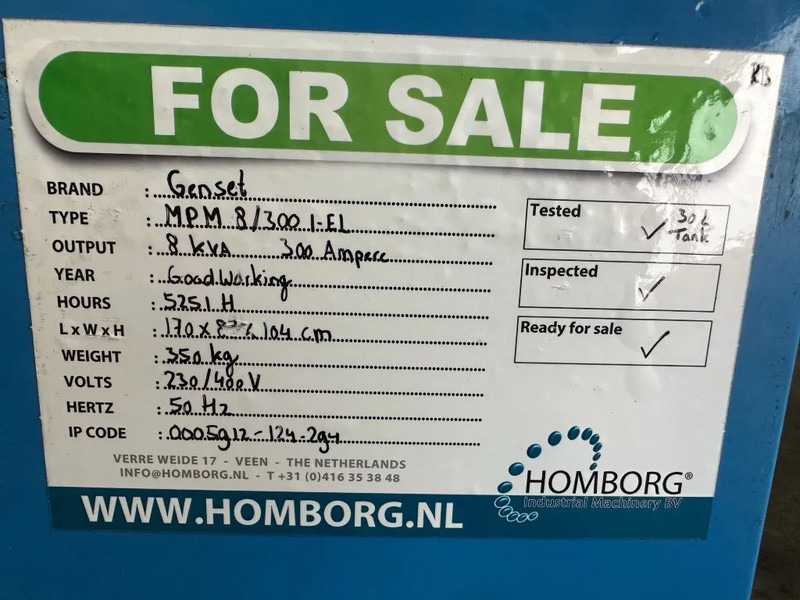 FOR SALE
RB
BRAND : Genset
TYPE : MPM 8/300 I-EL
OUTPUT : 8 kVA 300 Ampere
YEAR : Good Working
HOURS : 5251 H
L x W x H : 170 x 104 cm
WEIGHT : 350 kg
VOLTS : 230/400 V
HERTZ : 50 Hz
IP CODE : 0005g12-124-2g4
Tested ✓ 30 L
Tank
Inspected ✓
Ready for sale ✓
VERRE WEIDE 17 - VEEN - THE NETHERLANDS
INFO@HOMBORG.NL - T +31 (0)416 35 38 48
HOMBORG®
Industrial Machinery BV
WWW.HOMBORG.NL